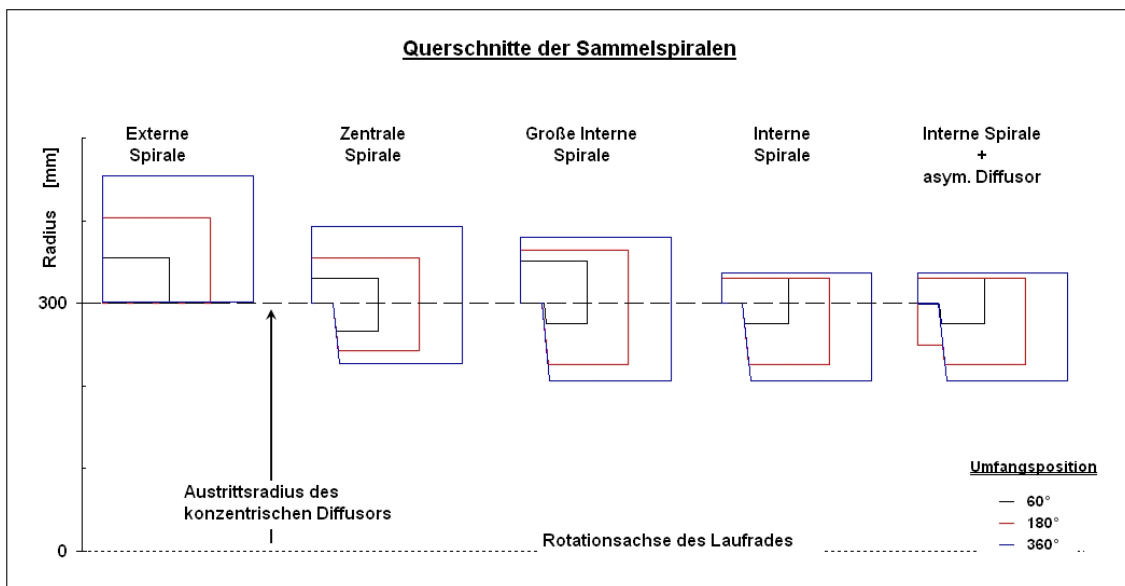 Querschnitte der Sammelspiralen
Externe
Spirale
Zentrale
Spirale
Große Interne
Spirale
Interne
Spirale
Interne Spirale
+
asym. Diffusor
Radius [mm]
300
0
Austrittsradius des
konzentrischen Diffusors
Rotationsachse des Laufrades
Umfangsposition
60°
180°
360°